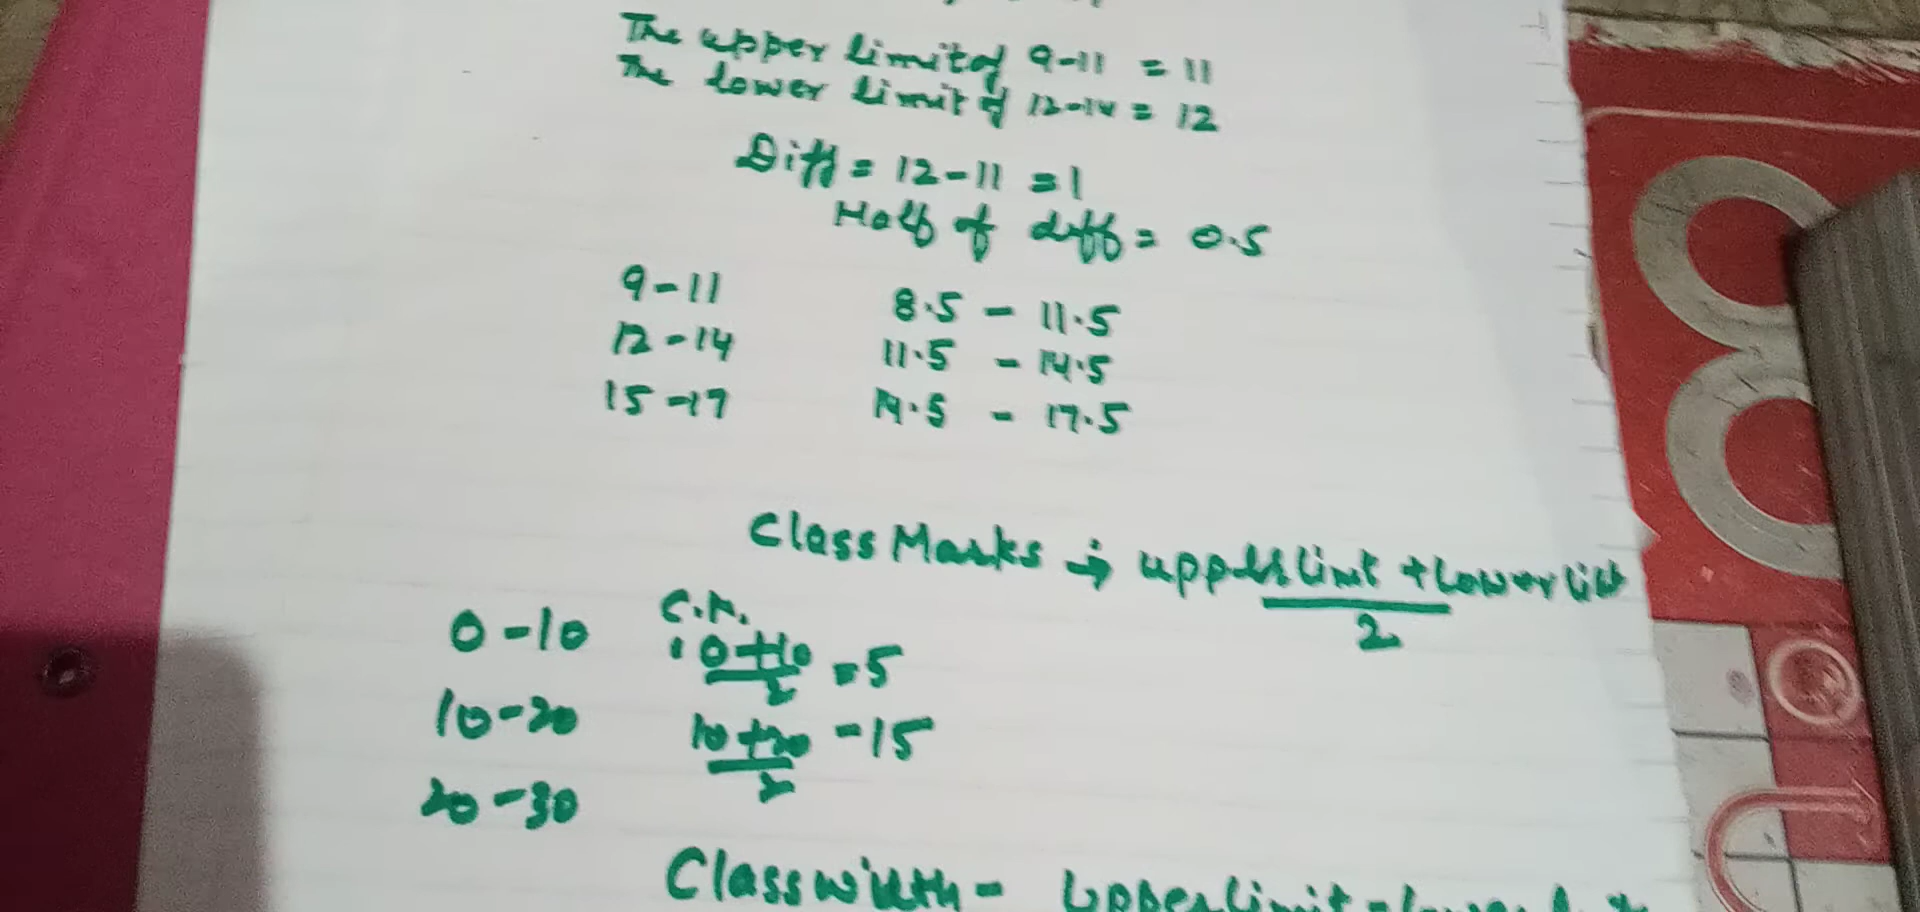 The upper limit of 9-11 = 11
The lower limit of 12-14 = 12
Diff = 12-11 = 1
Half of diff = 0.5
9-11 8.5 - 11.5
12-14 11.5 - 14.5
15-17 14.5 - 17.5
Class Marks → upper limit + lower lit
2
C.M.
0-10 0+10 = 5
2
10-20 10+20 = 15
2
20-30
Class width - Upper limit -